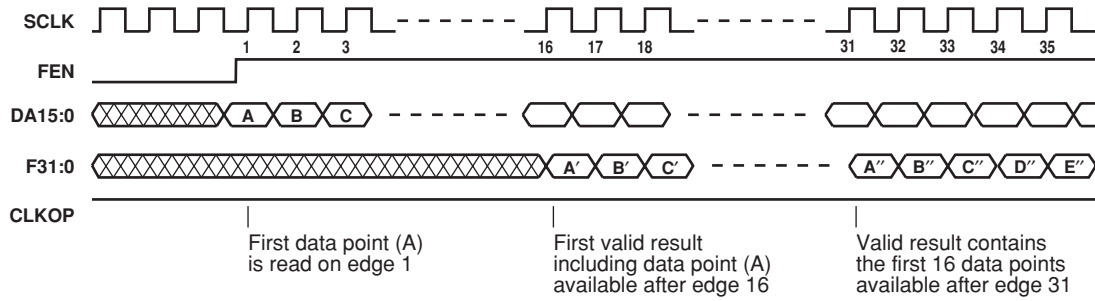 SCLK
1 2 3 16 17 18 31 32 33 34 35
FEN
DA15:0 A B C
F31:0 A′ B′ C′ A″ B″ C″ D″ E″
CLKOP
First data point (A)
is read on edge 1
First valid result
including data point (A)
available after edge 16
Valid result contains
the first 16 data points
available after edge 31